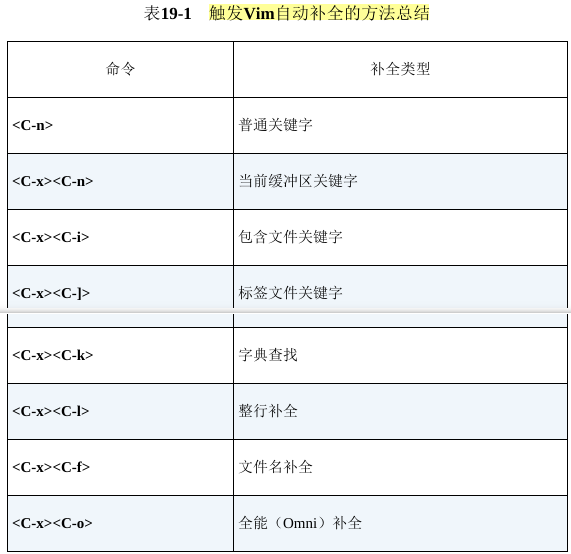 表19-1 触发Vim自动补全的方法总结
命令 补全类型
<C-n> 普通关键字
<C-x><C-n> 当前缓冲区关键字
<C-x><C-i> 包含文件关键字
<C-x><C-]> 标签文件关键字
<C-x><C-k> 字典查找
<C-x><C-l> 整行补全
<C-x><C-f> 文件名补全
<C-x><C-o> 全能（Omni）补全